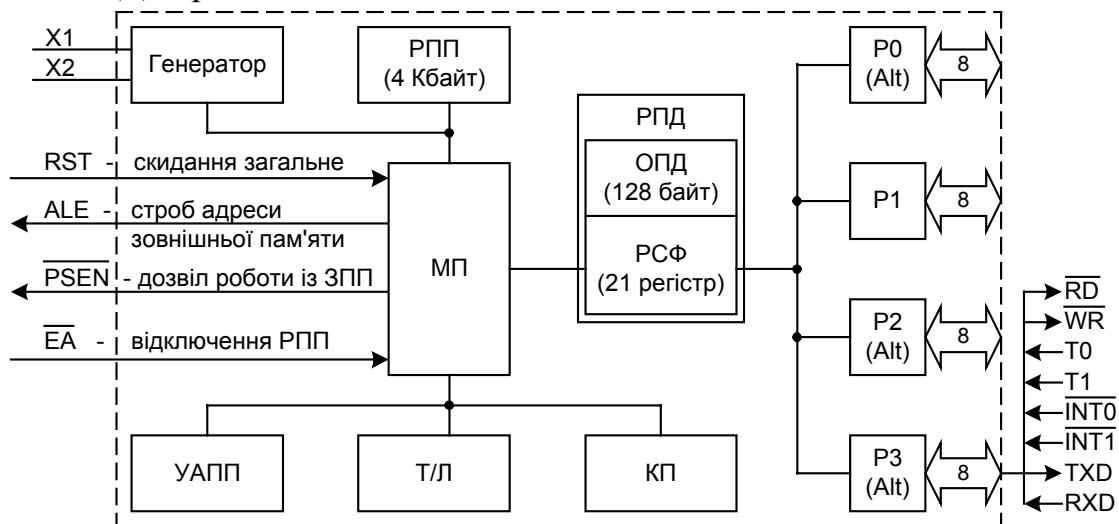 X1
X2
Генератор
РПП
(4 Кбайт)
RST - скидання загальне
ALE - строб адреси
зовнішньої пам'яти
PSEN - дозвіл роботи із ЗПП
EA - відключення РПП
МП
РПД
ОПД
(128 байт)
РСФ
(21 регістр)
P0
(Alt)
8
P1
8
P2
(Alt)
8
P3
(Alt)
8
RD
WR
T0
T1
INT0
INT1
TXD
RXD
УАПП
Т/Л
КП